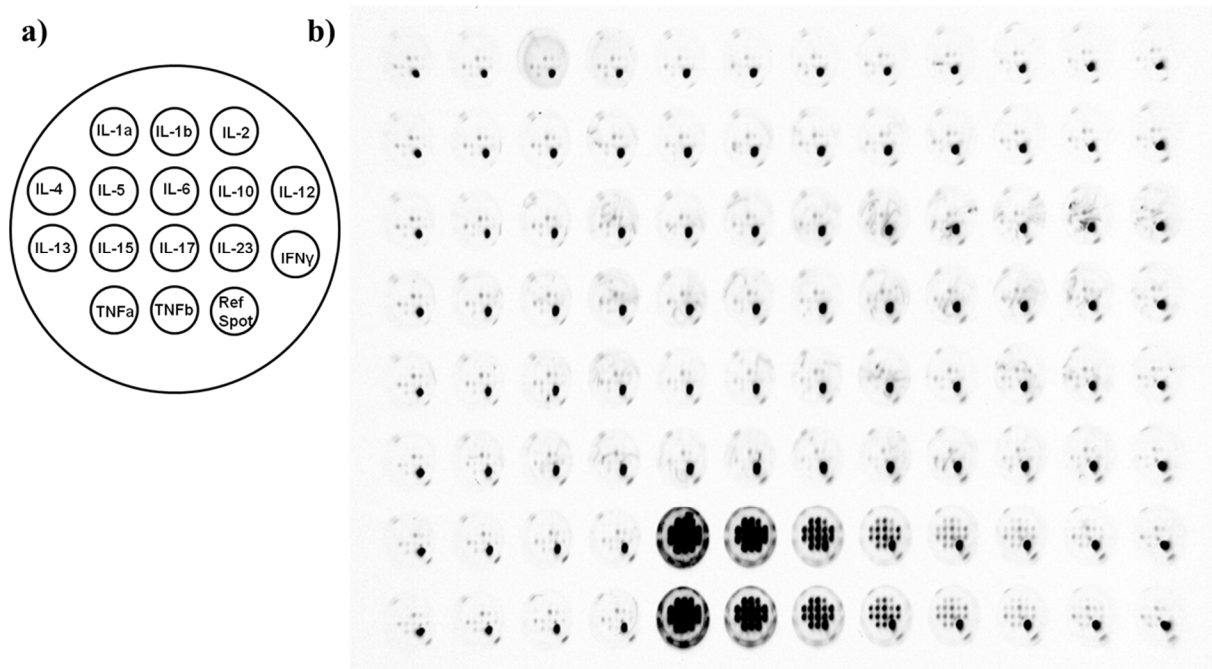 a)
b)
IL-1a IL-1b IL-2
IL-4 IL-5 IL-6 IL-10 IL-12
IL-13 IL-15 IL-17 IL-23 IFNγ
TNFa TNFb Ref
Spot